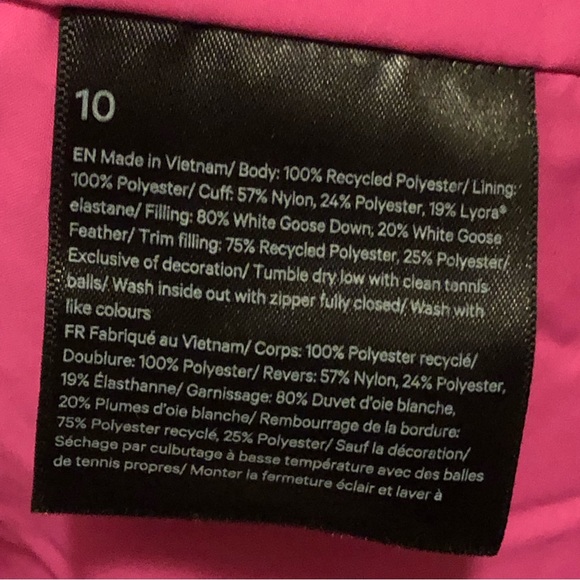 10
EN Made in Vietnam/ Body: 100% Recycled Polyester/ Lining:
100% Polyester/ Cuff: 57% Nylon, 24% Polyester, 19% Lycra®
elastane/ Filling: 80% White Goose Down, 20% White Goose
Feather/ Trim filling: 75% Recycled Polyester, 25% Polyester/
Exclusive of decoration/ Tumble dry low with clean tennis
balls/ Wash inside out with zipper fully closed/ Wash with
like colours
FR Fabriqué au Vietnam/ Corps: 100% Polyester recyclé/
Doublure: 100% Polyester/ Revers: 57% Nylon, 24% Polyester,
19% Élasthanne/ Garnissage: 80% Duvet d'oie blanche,
20% Plumes d'oie blanche/ Rembourrage de la bordure:
75% Polyester recyclé, 25% Polyester/ Sauf la décoration/
Séchage par culbutage à basse température avec des balles
de tennis propres/ Monter la fermeture éclair et laver à